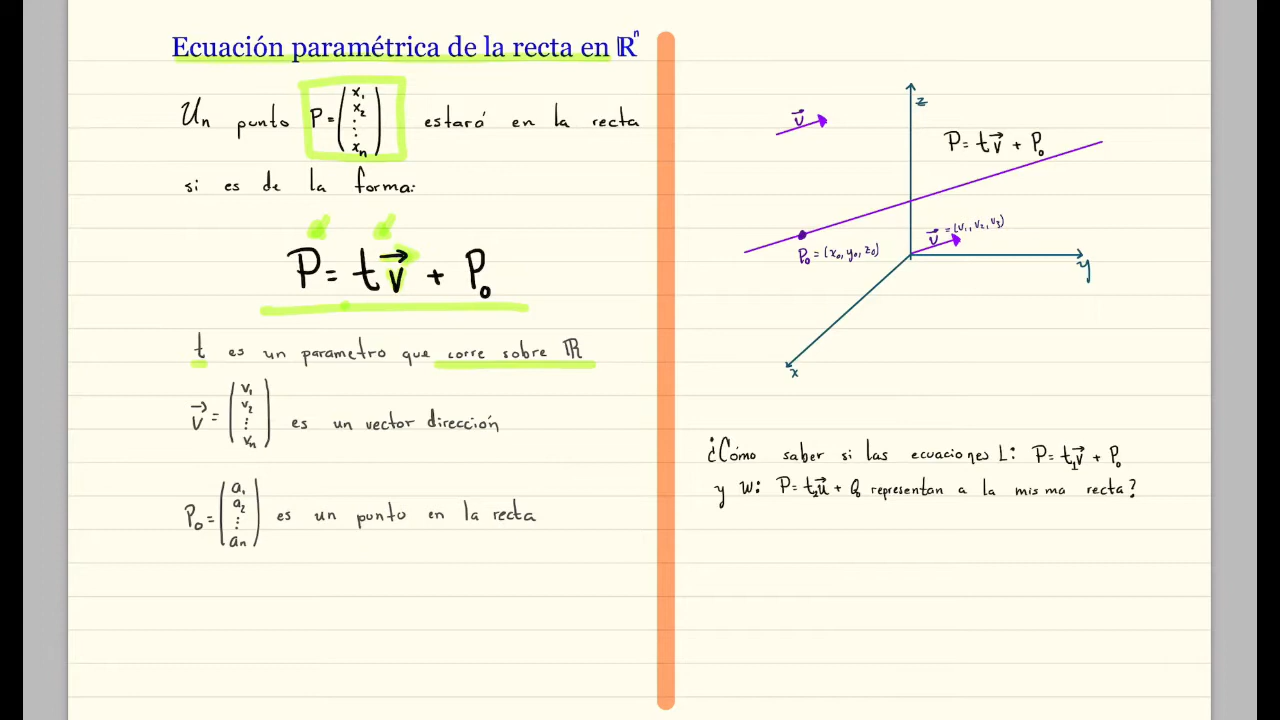 Ecuación paramétrica de la recta en ℝⁿ
Un punto P = (x₁ x₂ ⋮ xₙ) estaró en la recta
si es de la forma:
P = tv⃗ + P₀
t es un parametro que corre sobre ℝ
v⃗ = (v₁ v₂ ⋮ vₙ) es un vector dirección
P₀ = (a₁ a₂ ⋮ aₙ) es un punto en la recta
z
v⃗
P = tv⃗ + P₀
v⃗ = (v₁, v₂, v₃)
P₀ = (x₀, y₀, z₀)
y
x
¿Cómo saber si las ecuaciones L: P = t₁v⃗ + P₀
y W: P = t₂u⃗ + Q representan a la misma recta?